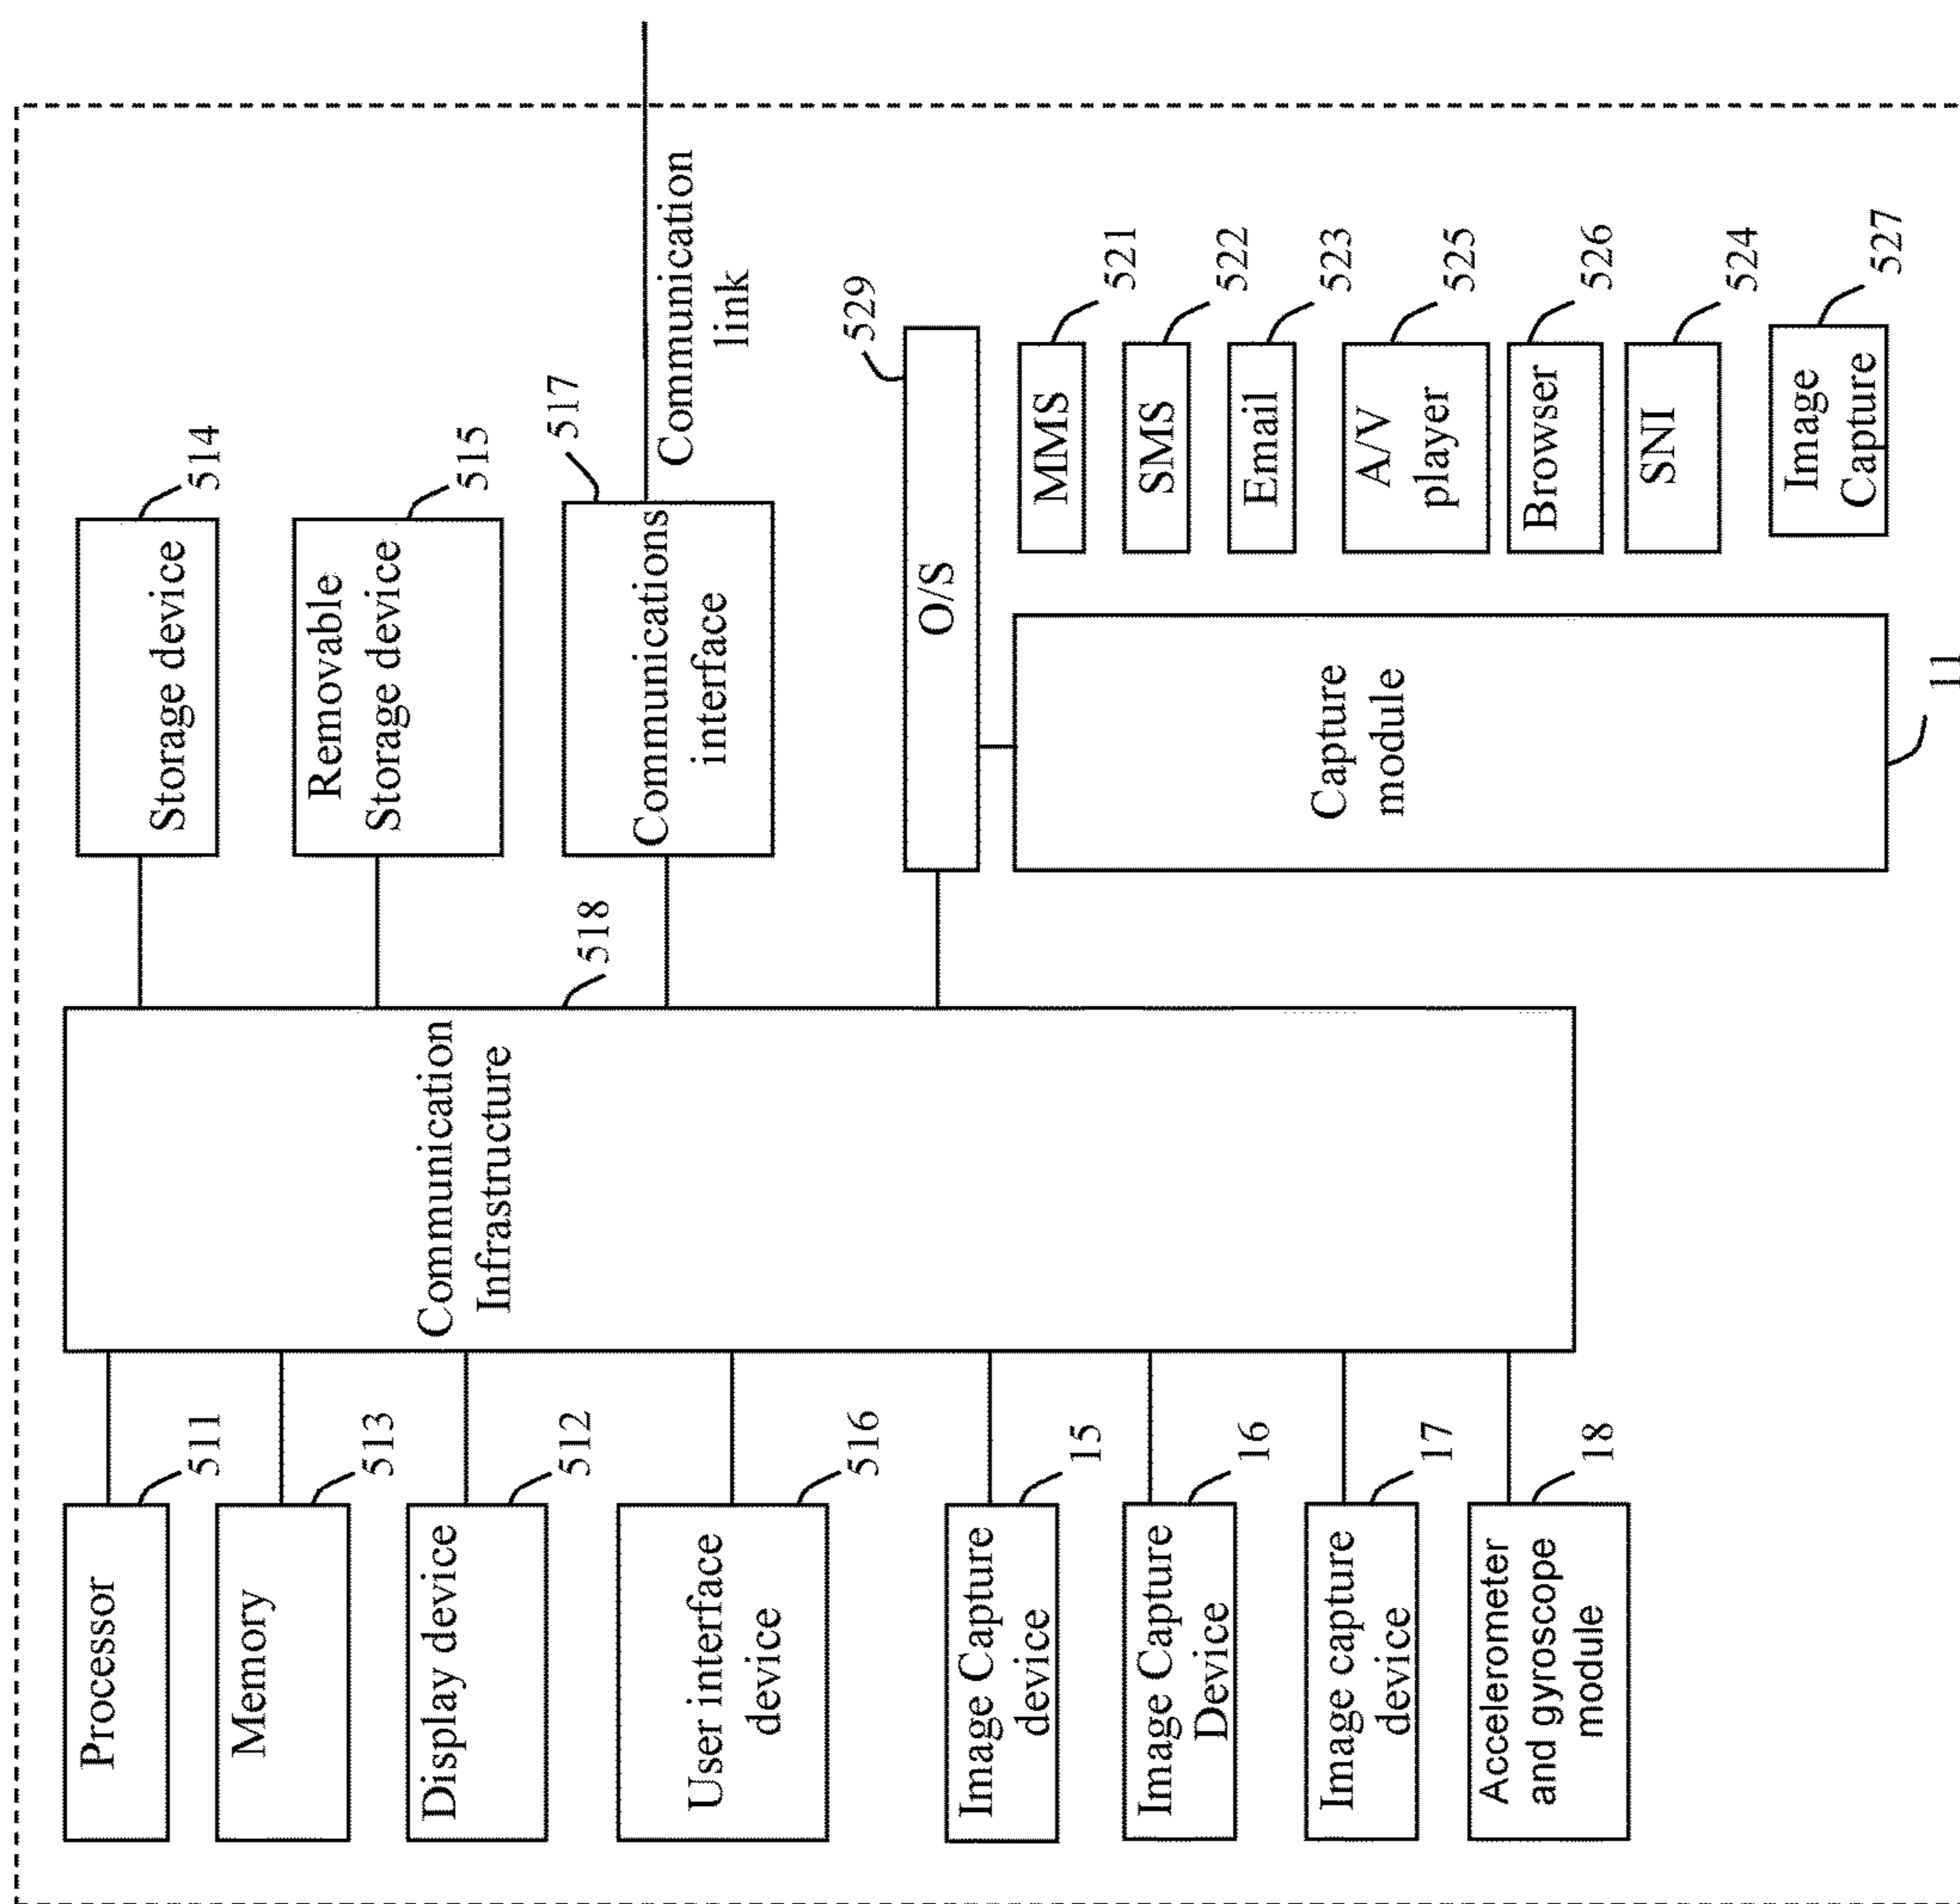 Processor
511
Memory
513
Display device
512
User interface
device
516
Image Capture
device
15
Image Capture
Device
16
Image capture
device
17
Accelerometer
and gyroscope
module
18
Communication
Infrastructure
518
Storage device
514
Removable
Storage device
515
Communications
interface
517
Communication
link
O/S
529
Capture
module
11
MMS
521
SMS
522
Email
523
A/V
player
525
Browser
526
SNI
524
Image
Capture
527